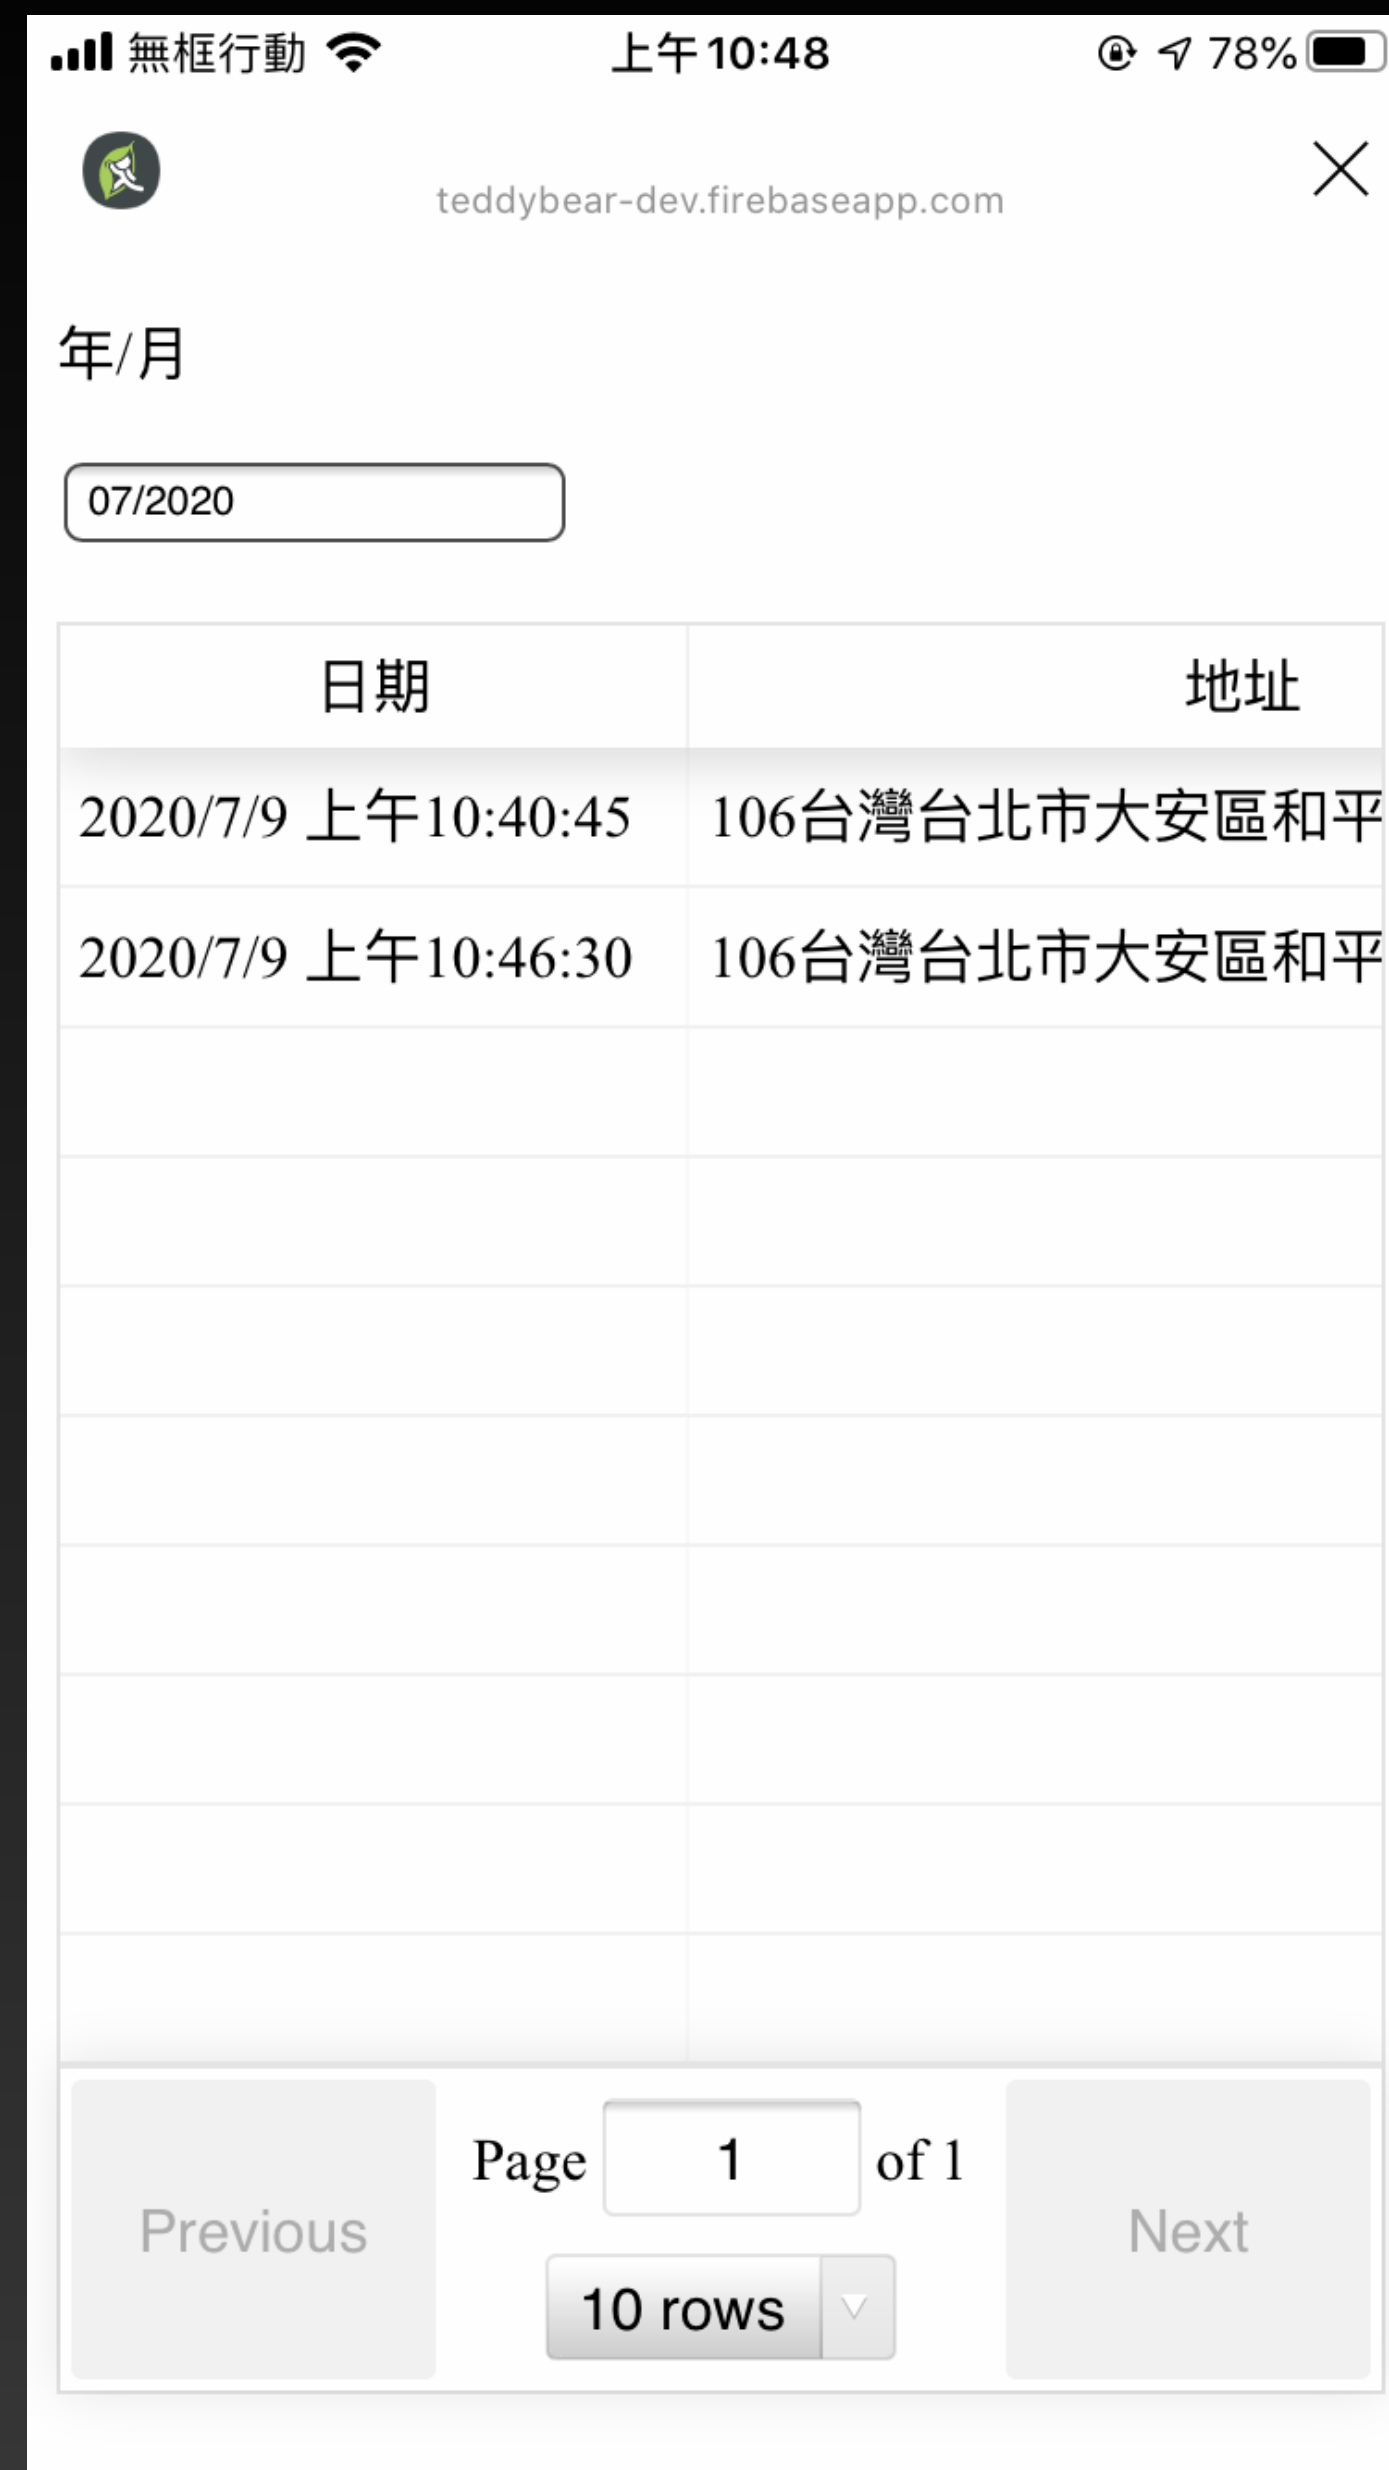 無框行動 上午10:48 78%
teddybear-dev.firebaseapp.com
年/月
07/2020
日期 地址
2020/7/9 上午10:40:45 106台灣台北市大安區和平
2020/7/9 上午10:46:30 106台灣台北市大安區和平
Previous Page 1 of 1 Next
10 rows